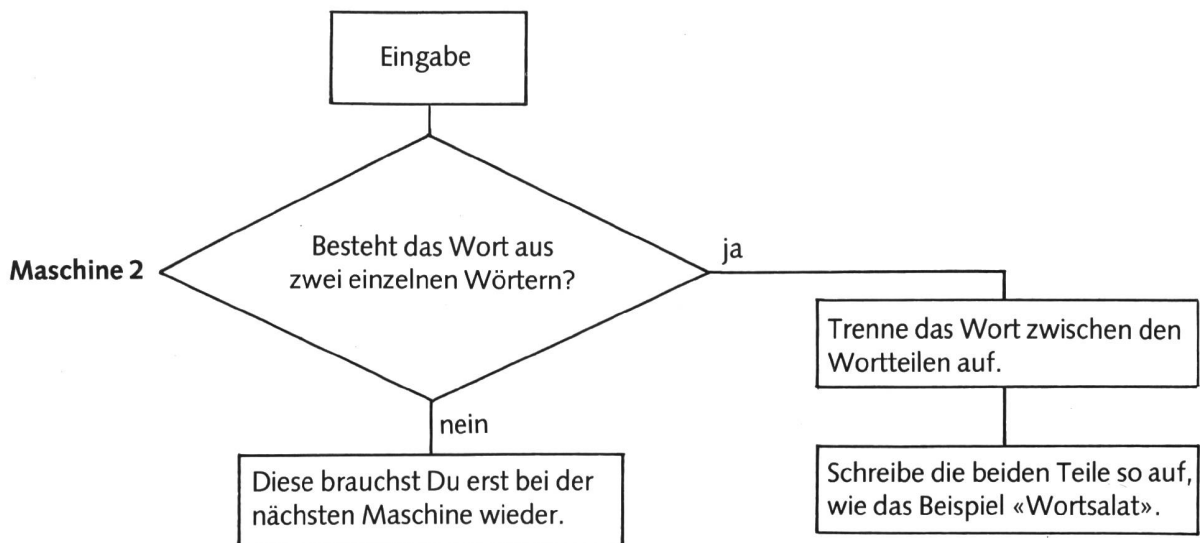 Eingabe
Besteht das Wort aus
zwei einzelnen Wörtern?
Maschine 2
ja
Trenne das Wort zwischen den
Wortteilen auf.
nein
Diese brauchst Du erst bei der
nächsten Maschine wieder.
Schreibe die beiden Teile so auf,
wie das Beispiel «Wortsalat».